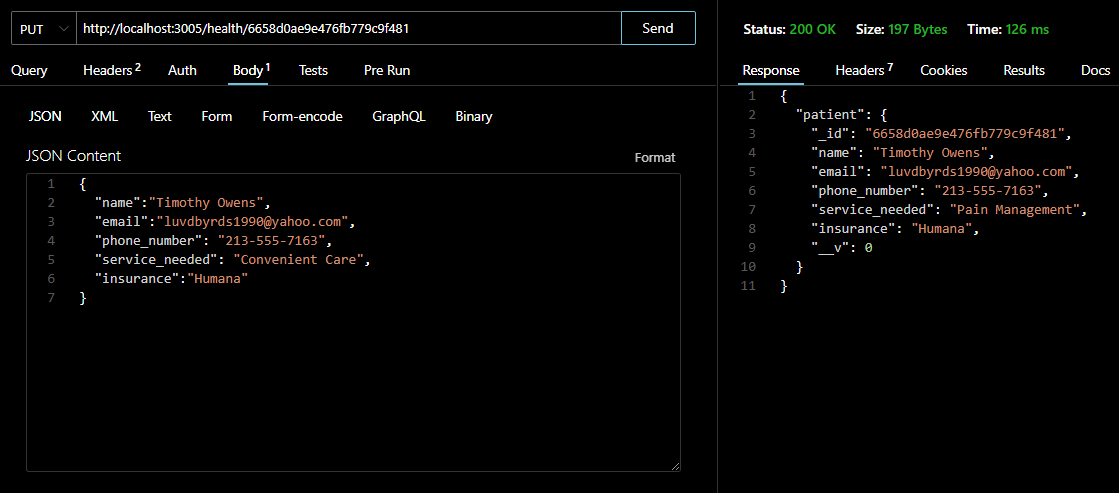 PUT http://localhost:3005/health/6658d0ae9e476fb779c9f481 Send
Query Headers 2 Auth Body 1 Tests Pre Run
JSON XML Text Form Form-encode GraphQL Binary
JSON Content Format
1 {
2 "name":"Timothy Owens",
3 "email":"luvdbyrds1990@yahoo.com",
4 "phone_number": "213-555-7163",
5 "service_needed": "Convenient Care",
6 "insurance":"Humana"
7 }
Status: 200 OK Size: 197 Bytes Time: 126 ms
Response Headers 7 Cookies Results Docs
1 {
2 "patient": {
3 "_id": "6658d0ae9e476fb779c9f481",
4 "name": "Timothy Owens",
5 "email": "luvdbyrds1990@yahoo.com",
6 "phone_number": "213-555-7163",
7 "service_needed": "Pain Management",
8 "insurance": "Humana",
9 "__v": 0
10 }
11 }